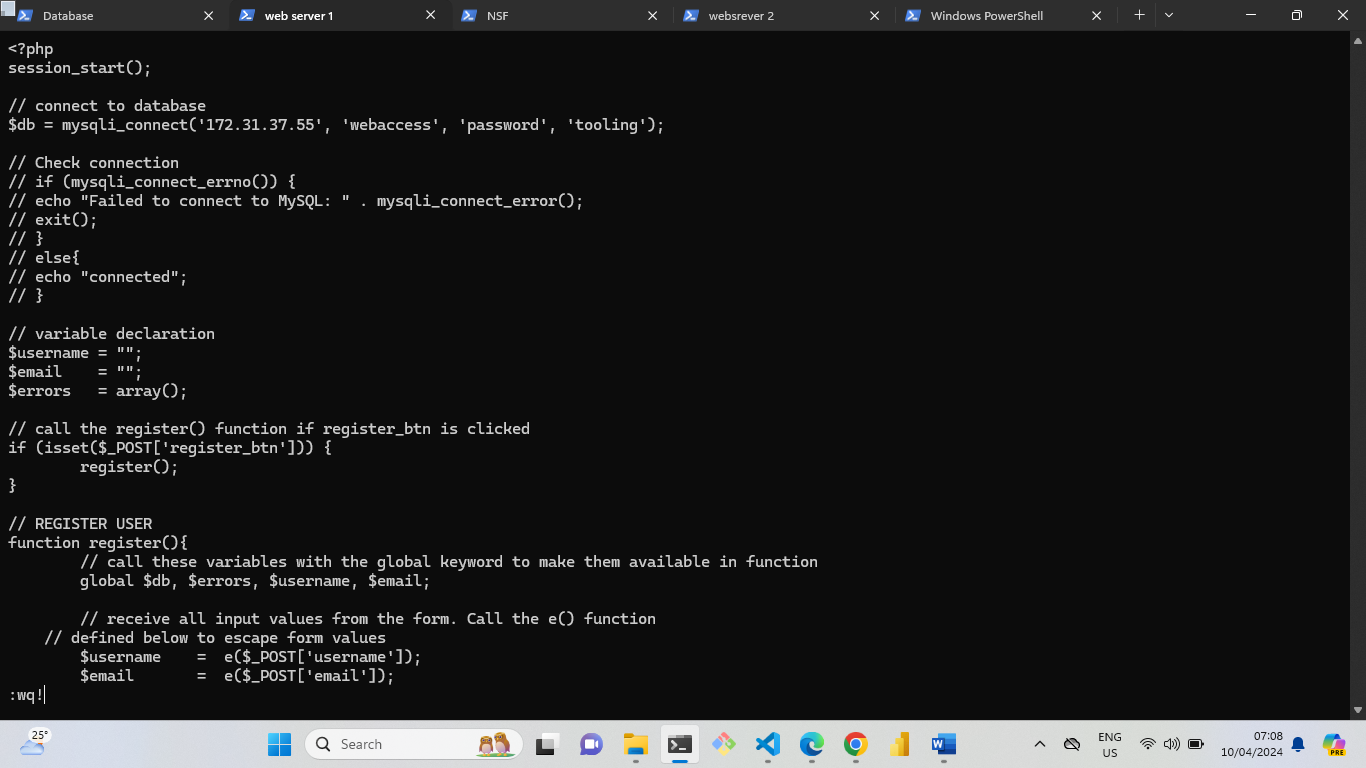 Database
web server 1
NSF
websrever 2
Windows PowerShell
<?php
session_start();
// connect to database
$db = mysqli_connect('172.31.37.55', 'webaccess', 'password', 'tooling');
// Check connection
// if (mysqli_connect_errno()) {
// echo "Failed to connect to MySQL: " . mysqli_connect_error();
// exit();
// }
// else{
// echo "connected";
// }
// variable declaration
$username = "";
$email    = "";
$errors   = array();
// call the register() function if register_btn is clicked
if (isset($_POST['register_btn'])) {
        register();
}
// REGISTER USER
function register(){
        // call these variables with the global keyword to make them available in function
        global $db, $errors, $username, $email;
        // receive all input values from the form. Call the e() function
    // defined below to escape form values
        $username    =  e($_POST['username']);
        $email       =  e($_POST['email']);
:wq!
25°
Search
ENG
US
07:08
10/04/2024
PRE